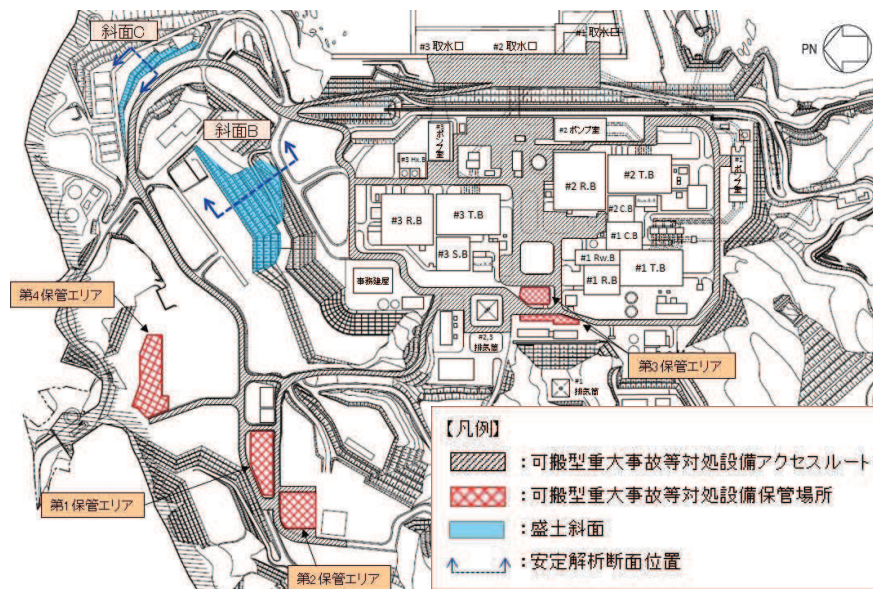 斜面C
#3 取水口
#2 取水口
#1 取水口
PN
斜面B
#3 ポンプ室
#2 ポンプ室
#1 ポンプ室
#3 Hx.B
#2 R.B
#2 T.B
#3 R.B
#3 T.B
#2 C.B
#1 C.B
#3 S.B
#1 Rw.B
#1 R.B
#1 T.B
事務建屋
第4保管エリア
#2,3
排気筒
#1
排気筒
第3保管エリア
第1保管エリア
第2保管エリア
【凡例】
：可搬型重大事故等対処設備アクセスルート
：可搬型重大事故等対処設備保管場所
：盛土斜面
：安定解析断面位置